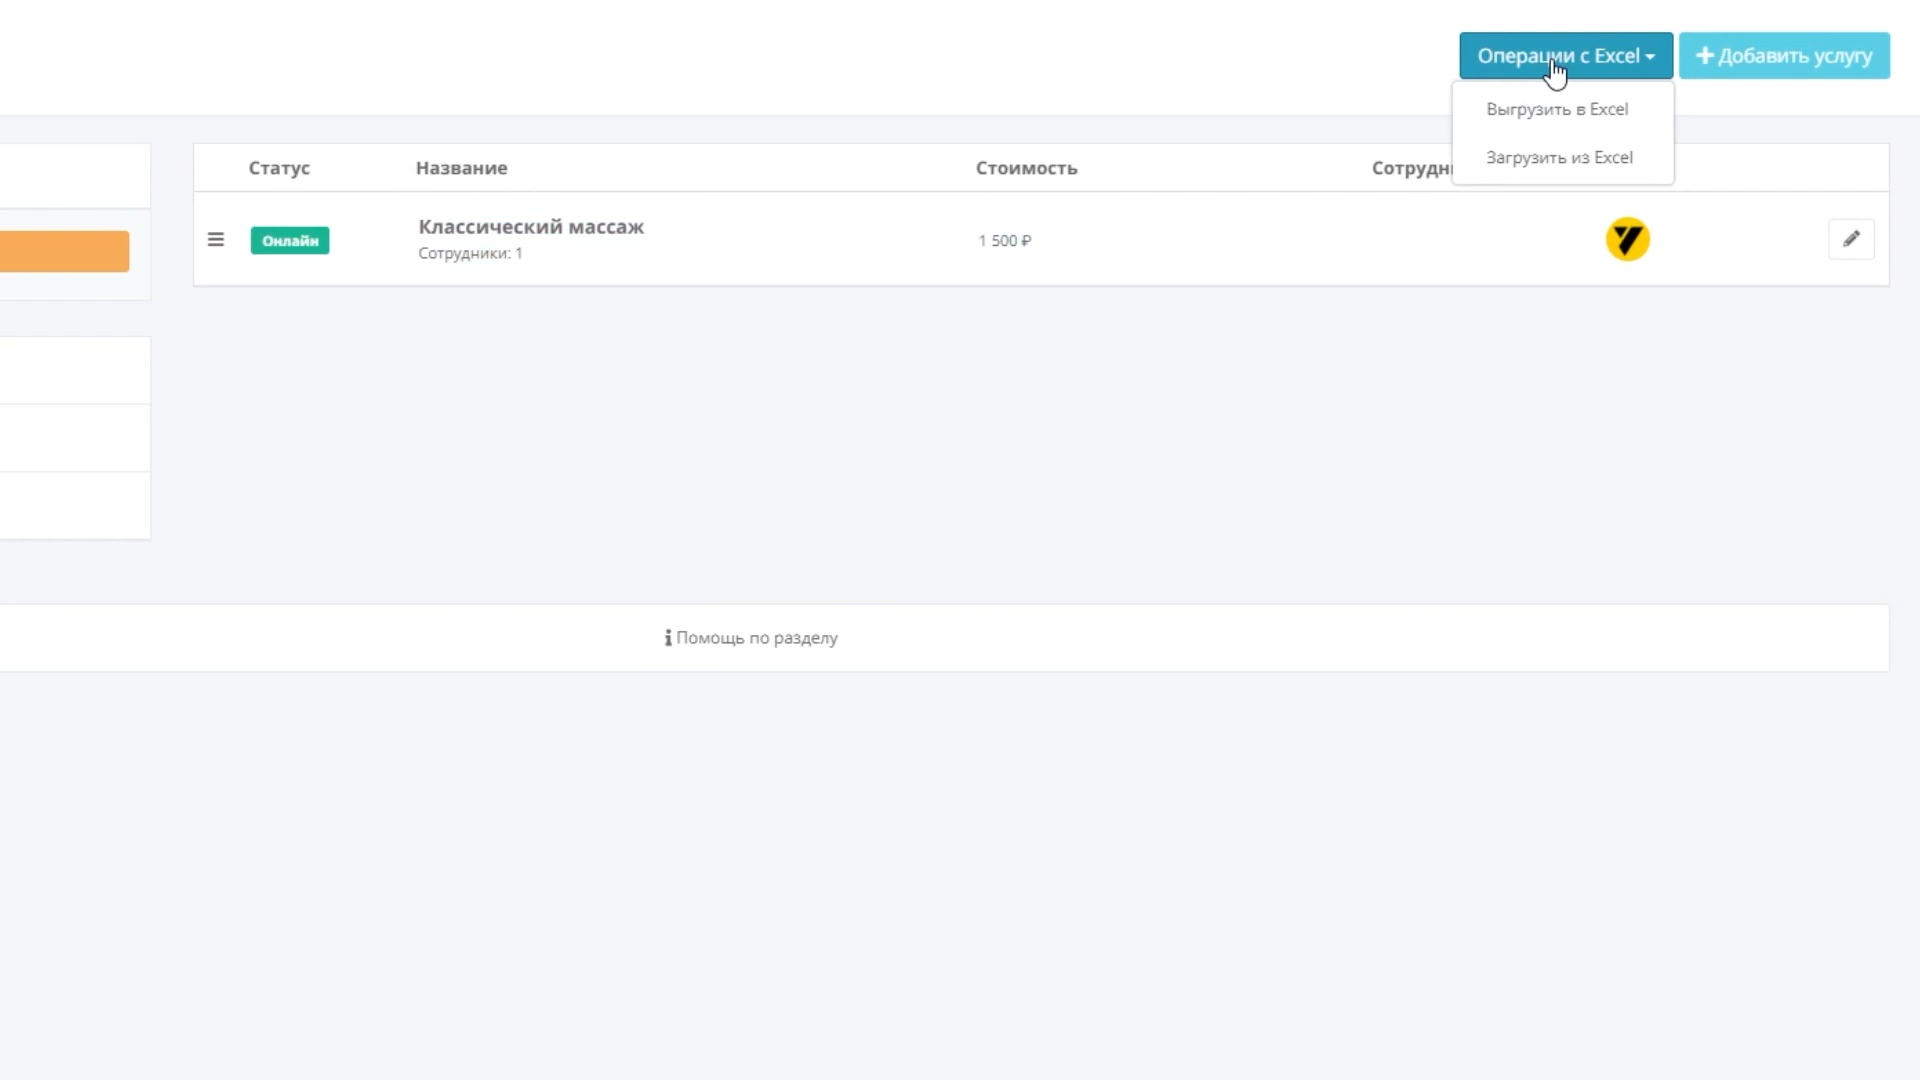 Операции с Excel
Добавить услугу
Выгрузить в Excel
Загрузить из Excel
Статус
Название
Стоимость
Онлайн
Классический массаж
Сотрудники: 1
1 500 ₽
Помощь по разделу